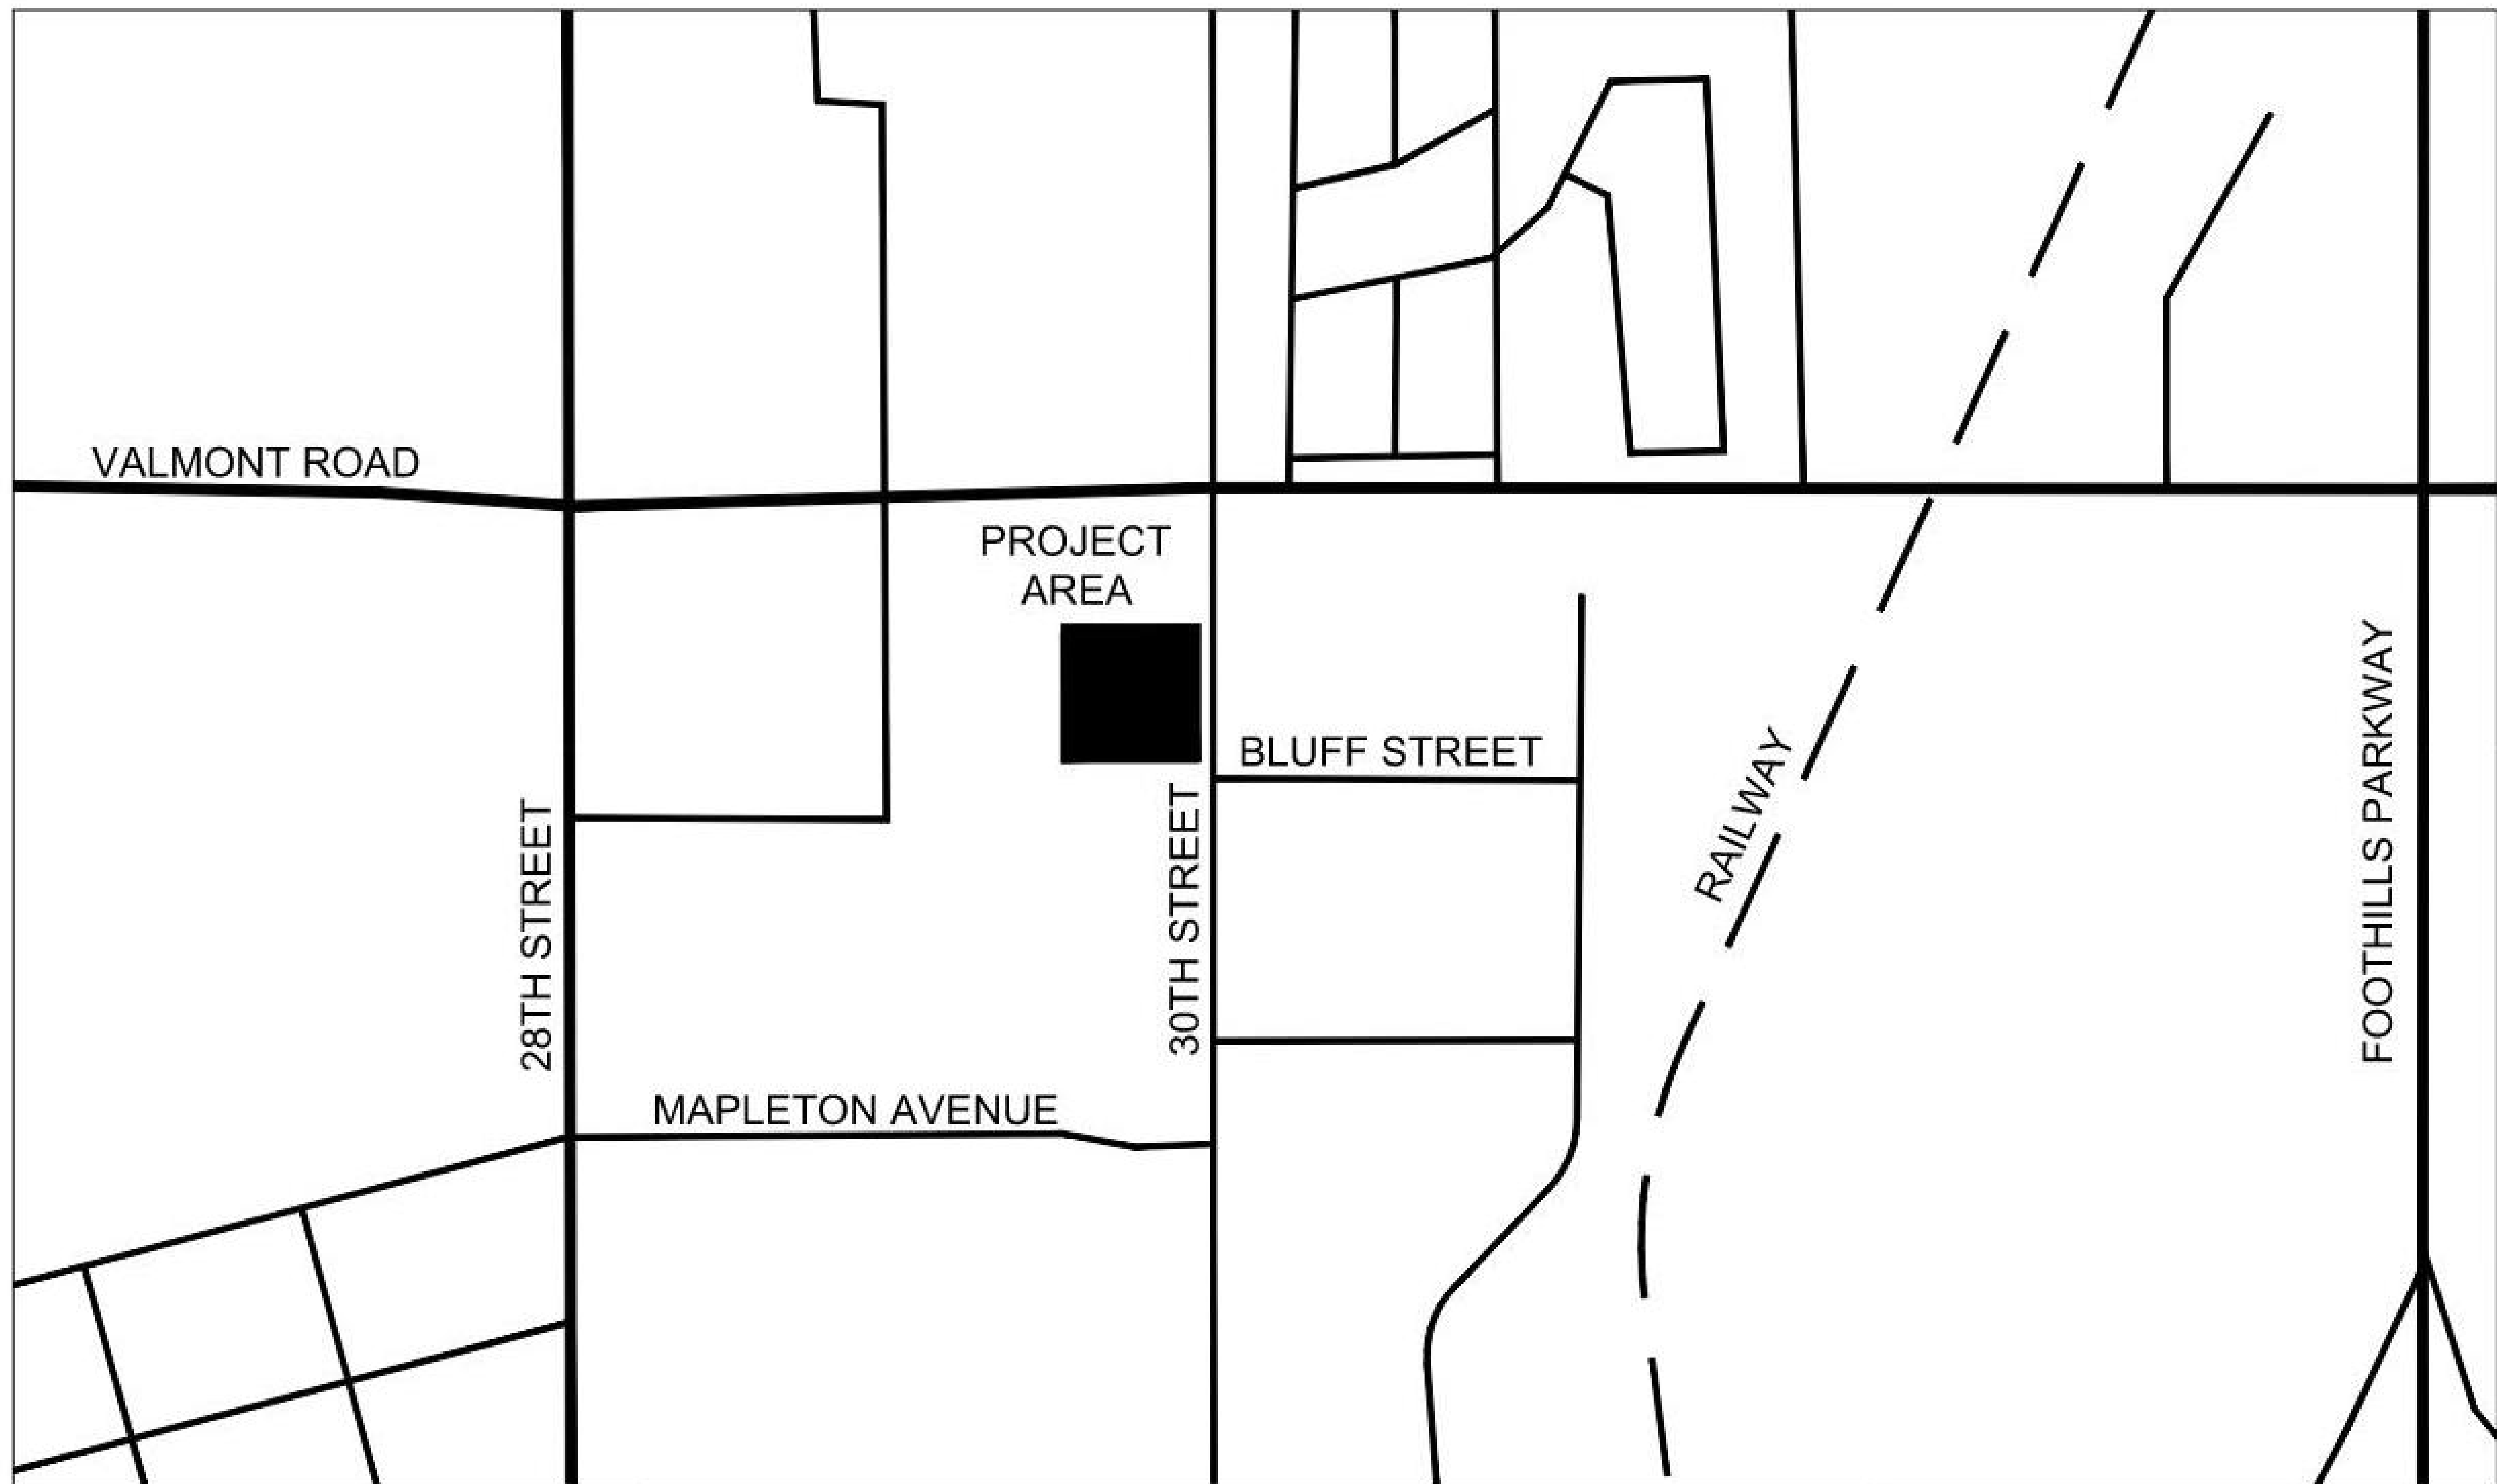 VALMONT ROAD
PROJECT
AREA
BLUFF STREET
RAILWAY
FOOTHILLS PARKWAY
28TH STREET
30TH STREET
MAPLETON AVENUE